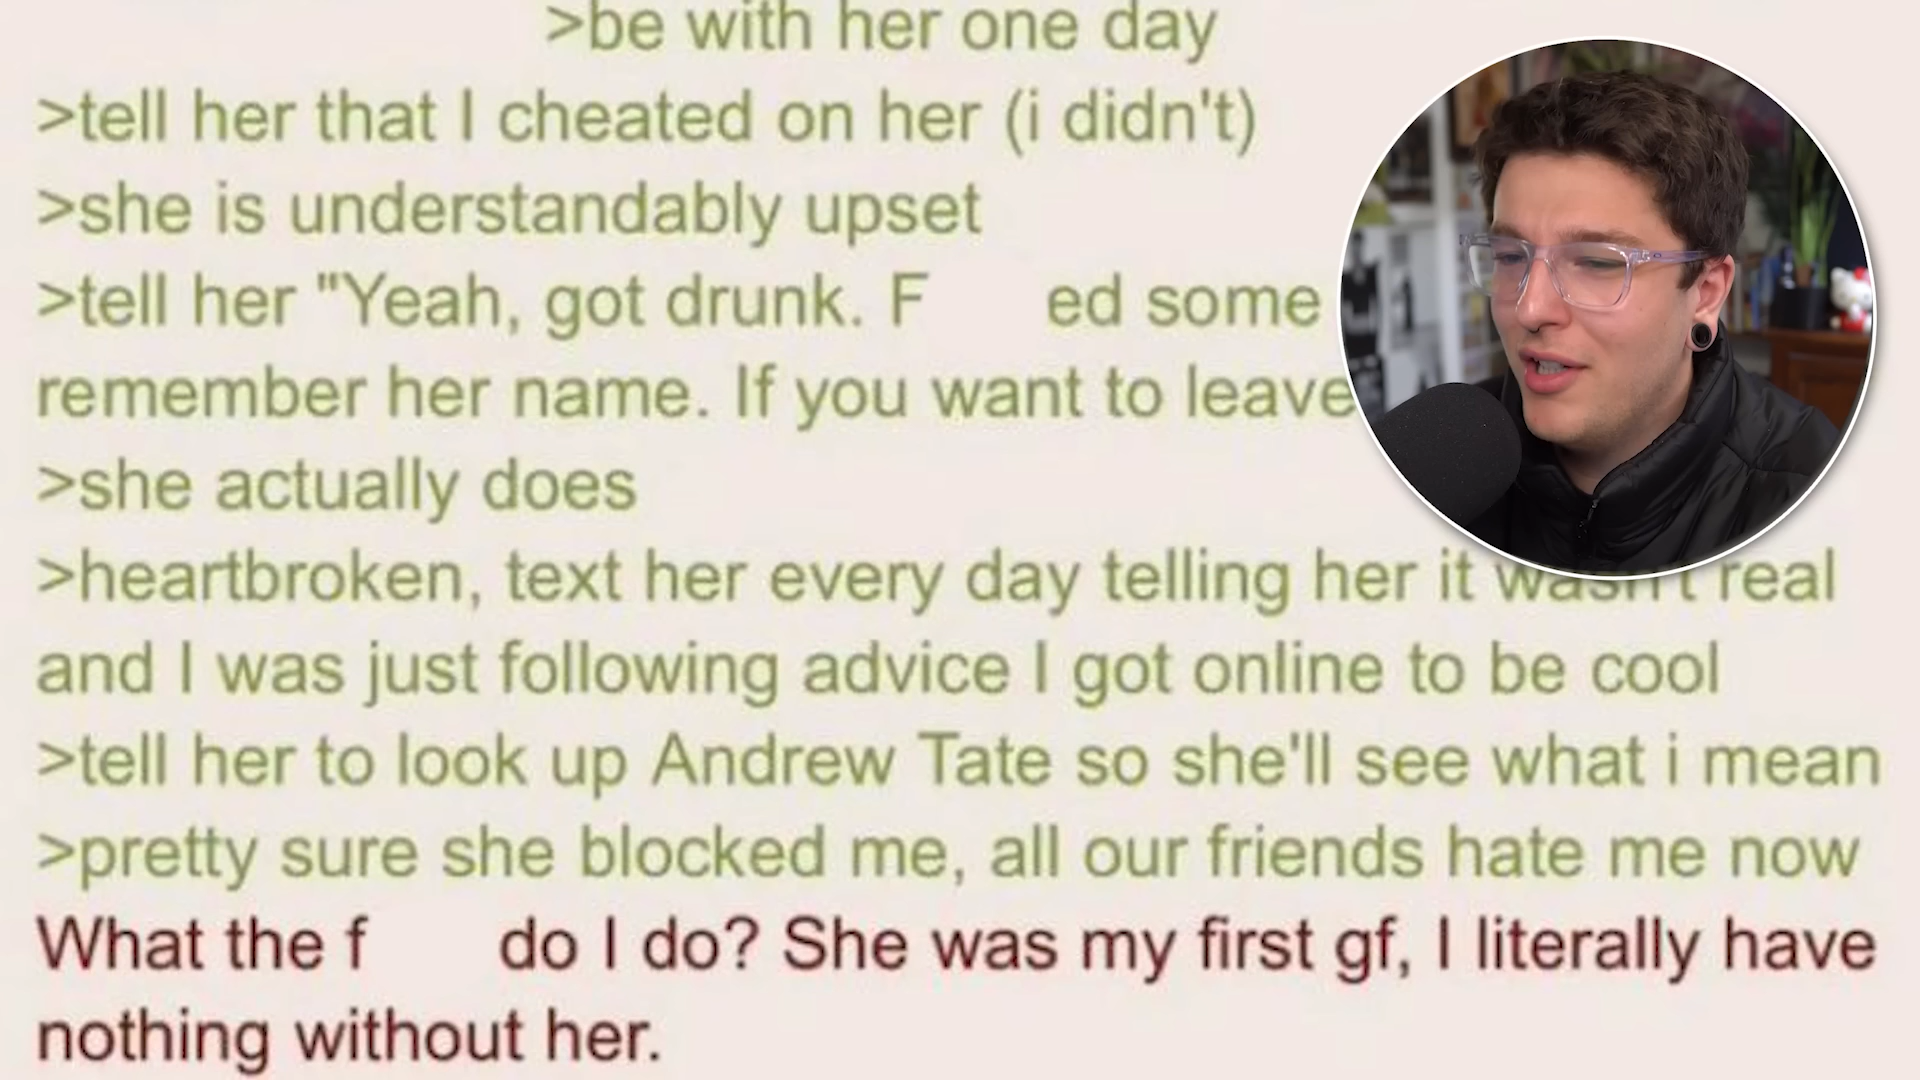 >be with her one day
>tell her that I cheated on her (i didn't)
>she is understandably upset
>tell her "Yeah, got drunk. F ed some
remember her name. If you want to leave
>she actually does
>heartbroken, text her every day telling her it wasn't real
and I was just following advice I got online to be cool
>tell her to look up Andrew Tate so she'll see what i mean
>pretty sure she blocked me, all our friends hate me now
What the f do I do? She was my first gf, I literally have
nothing without her.